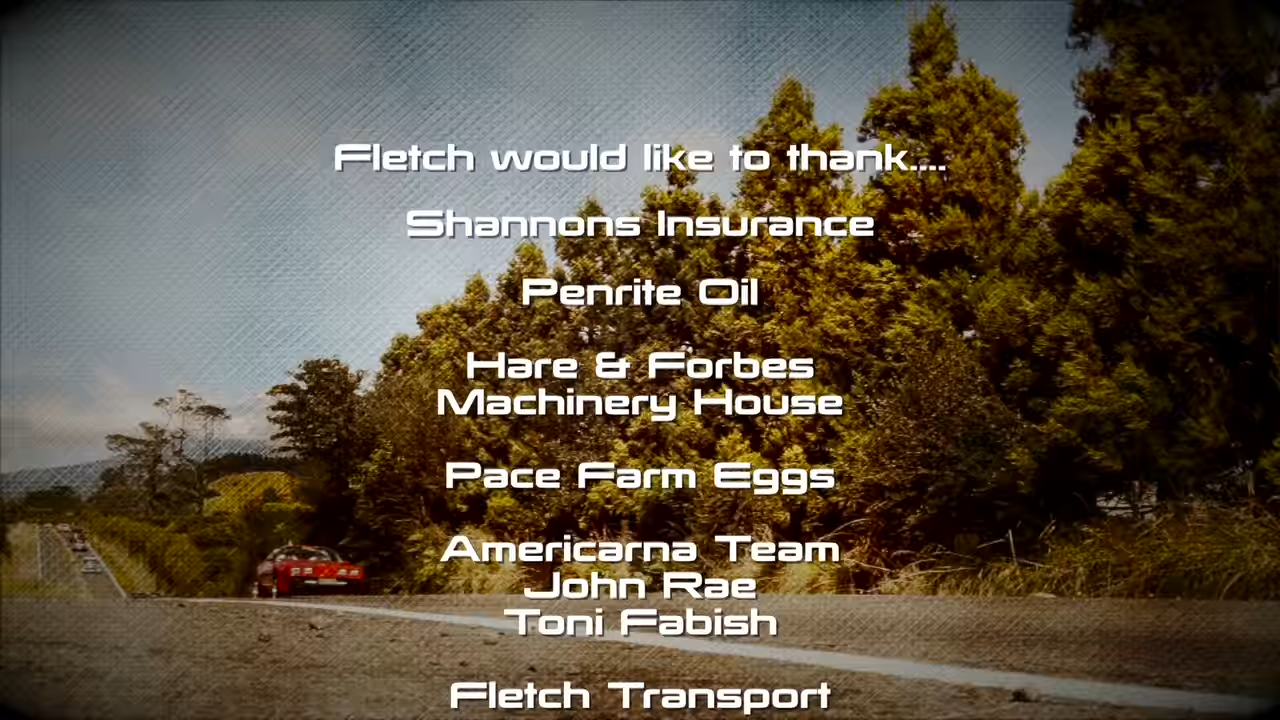 Fletch would like to thank....
Shannons Insurance
Penrite Oil
Hare & Forbes
Machinery House
Pace Farm Eggs
Americarna Team
John Rae
Toni Fabish
Fletch Transport